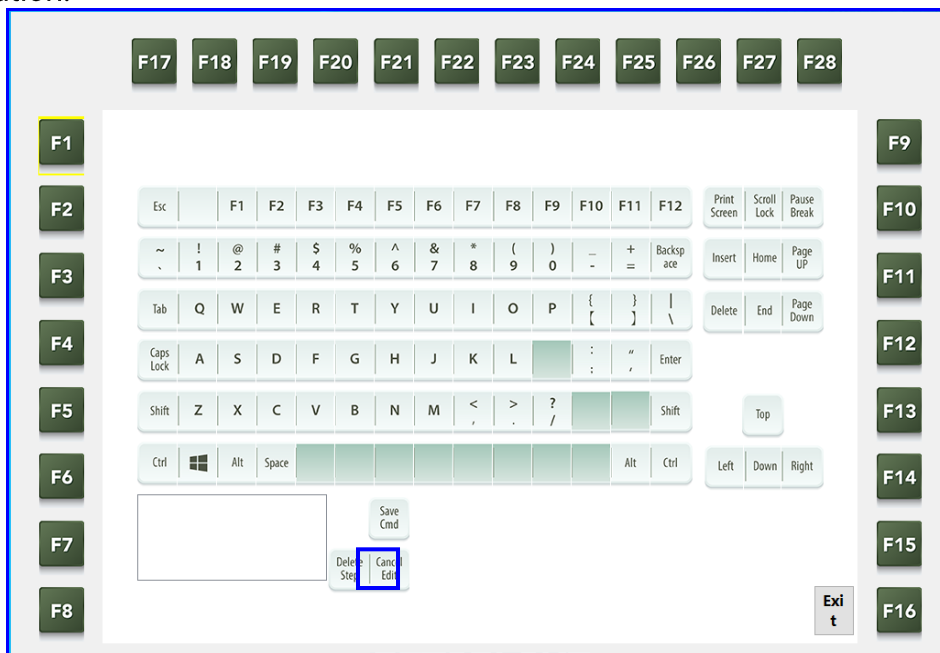 F17 F18 F19 F20 F21 F22 F23 F24 F25 F26 F27 F28
F1 F9
F2 Esc F1 F2 F3 F4 F5 F6 F7 F8 F9 F10 F11 F12 Print Screen Scroll Lock Pause Break F10
~ ! @ # $ % ^ & * ( ) _ + Backsp
` 1 2 3 4 5 6 7 8 9 0 - = ace Insert Home Page UP
F3 F11
Tab Q W E R T Y U I O P { 【 } 】 | \ Delete End Page Down
F4 Caps Lock A S D F G H J K L : ; " ' Enter F12
F5 Shift Z X C V B N M < , > . ? / Shift Top F13
F6 Ctrl Alt Space Alt Ctrl Left Down Right F14
Save
Cmd
F7 F15
Delete Cancel
Step Edit
F8 Exi F16
t